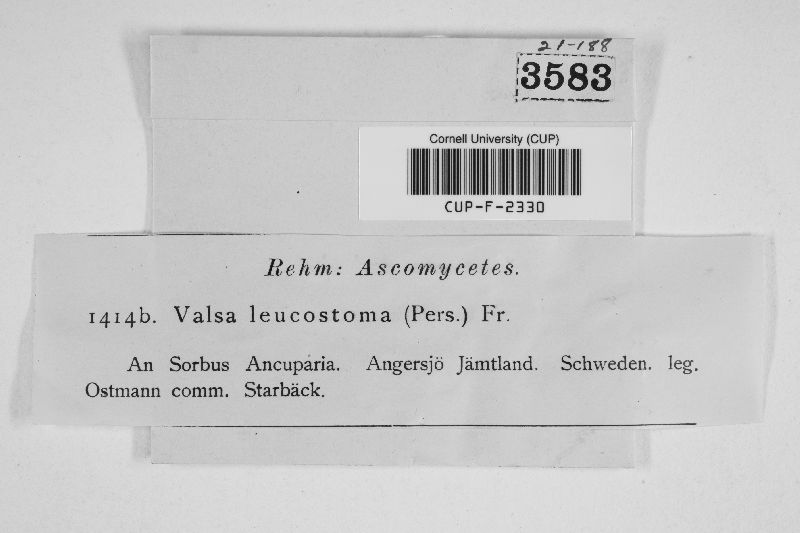 21-188
3583
Cornell University (CUP)
CUP-F-2330
Rehm: Ascomycetes.
1414b. Valsa leucostoma (Pers.) Fr.
An Sorbus Ancuparia. Angersjö Jämtland. Schweden. leg.
Ostmann comm. Starbäck.